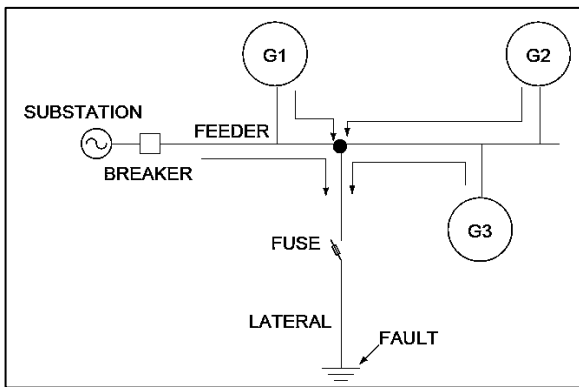 G1
G2
SUBSTATION
FEEDER
BREAKER
G3
FUSE
LATERAL
FAULT